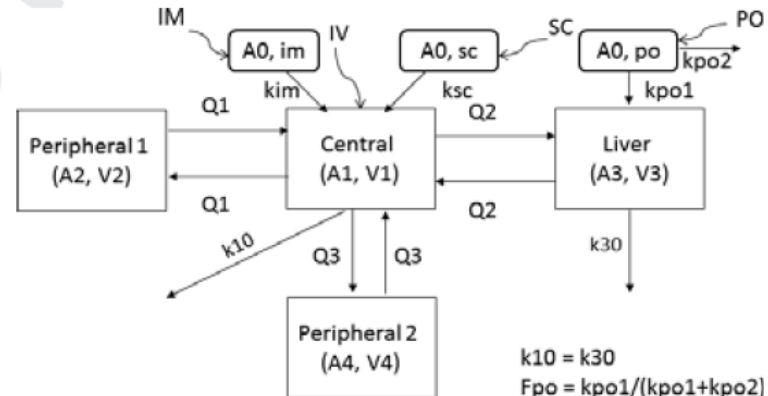 IM
IV
SC
PO
A0, im
A0, sc
A0, po
kpo2
kim
ksc
kpo1
Q1
Q2
Peripheral 1
(A2, V2)
Central
(A1, V1)
Liver
(A3, V3)
Q1
Q2
k10
Q3
Q3
k30
Peripheral 2
(A4, V4)
k10 = k30
Fpo = kpo1/(kpo1+kpo2)